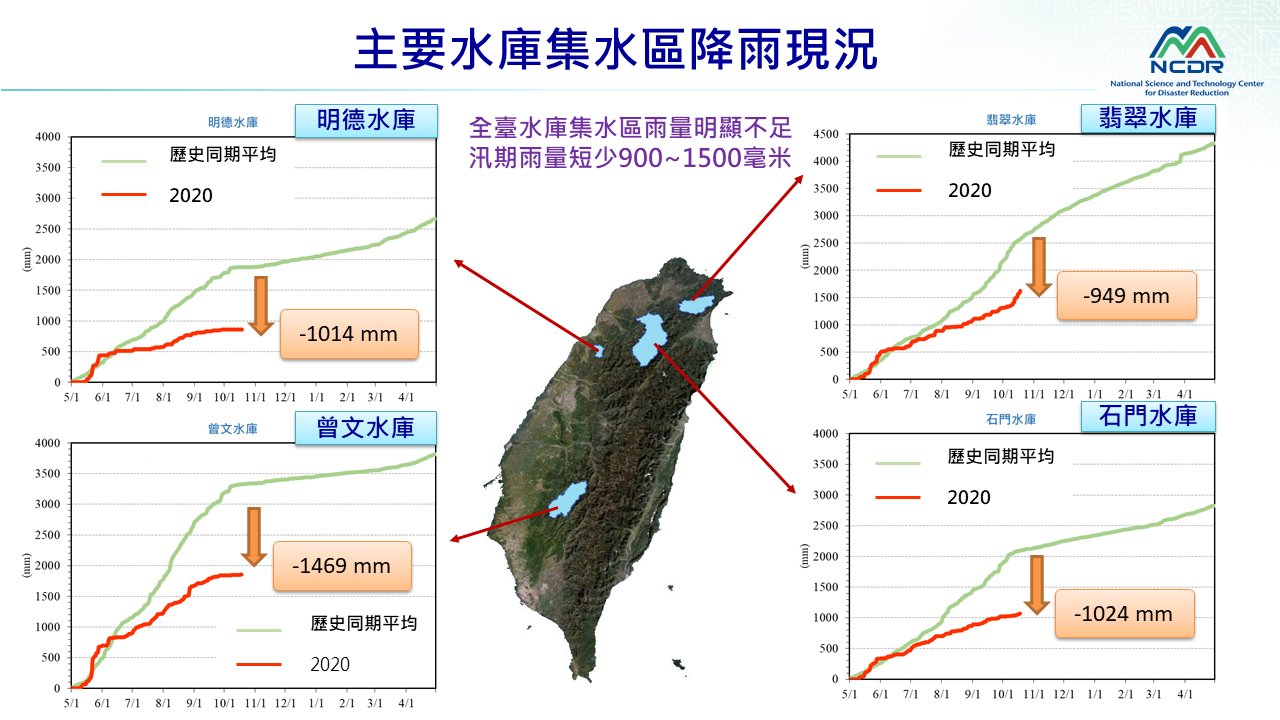 主要水庫集水區降雨現況
NCDR
National Science and Technology Center
for Disaster Reduction
全臺水庫集水區雨量明顯不足
汛期雨量短少900~1500毫米
明德水庫
明德水庫
4000
3500
3000
2500
2000
1500
1000
500
0
(mm)
歷史同期平均
2020
-1014 mm
5/1 6/1 7/1 8/1 9/1 10/1 11/1 12/1 1/1 2/1 3/1 4/1
翡翠水庫
翡翠水庫
4500
4000
3500
3000
2500
2000
1500
1000
500
0
(mm)
歷史同期平均
2020
-949 mm
5/1 6/1 7/1 8/1 9/1 10/1 11/1 12/1 1/1 2/1 3/1 4/1
曾文水庫
曾文水庫
4000
3500
3000
2500
2000
1500
1000
500
0
(mm)
-1469 mm
歷史同期平均
2020
5/1 6/1 7/1 8/1 9/1 10/1 11/1 12/1 1/1 2/1 3/1 4/1
石門水庫
石門水庫
4000
3500
3000
2500
2000
1500
1000
500
0
(mm)
歷史同期平均
2020
-1024 mm
5/1 6/1 7/1 8/1 9/1 10/1 11/1 12/1 1/1 2/1 3/1 4/1